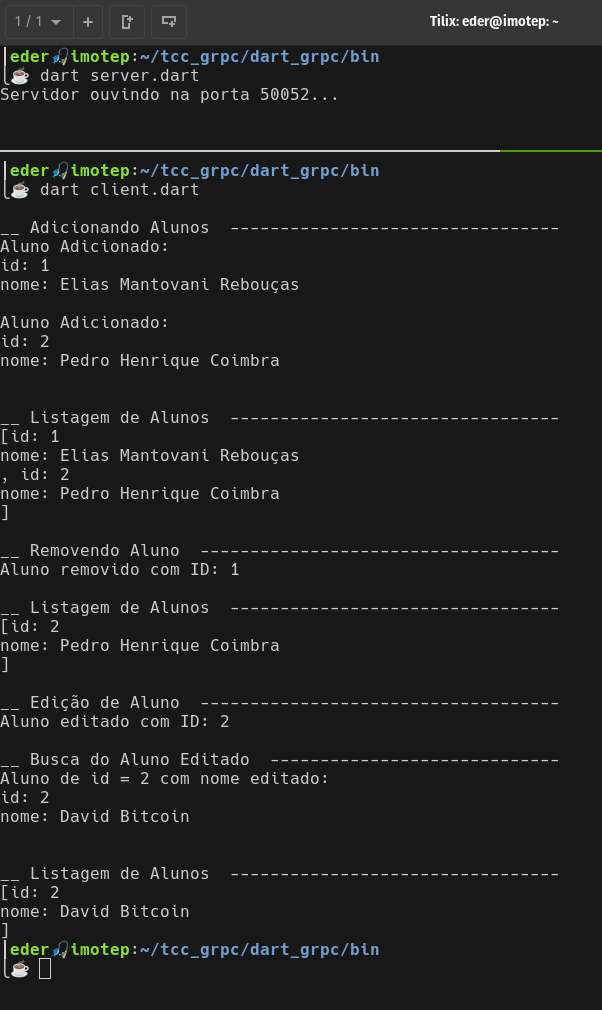 1 / 1
Tilix: eder@imotep: ~
eder🎣imotep:~/tcc_grpc/dart_grpc/bin
☕ dart server.dart
Servidor ouvindo na porta 50052...
eder🎣imotep:~/tcc_grpc/dart_grpc/bin
☕ dart client.dart
__ Adicionando Alunos  ---------------------------------
Aluno Adicionado:
id: 1
nome: Elias Mantovani Rebouças
Aluno Adicionado:
id: 2
nome: Pedro Henrique Coimbra
__ Listagem de Alunos  ---------------------------------
[id: 1
nome: Elias Mantovani Rebouças
, id: 2
nome: Pedro Henrique Coimbra
]
__ Removendo Aluno  ------------------------------------
Aluno removido com ID: 1
__ Listagem de Alunos  ---------------------------------
[id: 2
nome: Pedro Henrique Coimbra
]
__ Edição de Aluno  ------------------------------------
Aluno editado com ID: 2
__ Busca do Aluno Editado  -----------------------------
Aluno de id = 2 com nome editado:
id: 2
nome: David Bitcoin
__ Listagem de Alunos  ---------------------------------
[id: 2
nome: David Bitcoin
]
eder🎣imotep:~/tcc_grpc/dart_grpc/bin
☕